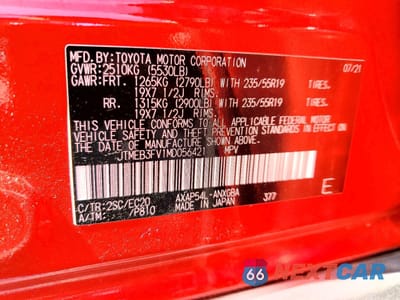 MFD.BY: TOYOTA MOTOR CORPORATION 07/21
GVWR: 2510KG (5530LB)
GAWR: FRT. 1265KG (2790LB) WITH 235/55R19 TIRES,
19X7 1/2J RIMS,
RR. 1315KG (2900LB) WITH 235/55R19 TIRES,
19X7 1/2J RIMS,
THIS VEHICLE CONFORMS TO ALL APPLICABLE FEDERAL MOTOR
VEHICLE SAFETY STANDARDS IN EFFECT ON THE
DATE OF MANUFACTURE SHOWN ABOVE.
JTMEB3FV1MD056421 MPV
C/TR: 2SC/EC20 AXAP54L-ANXGBA E
A/TM: /P810 MADE IN JAPAN 377
66 NEXTCAR